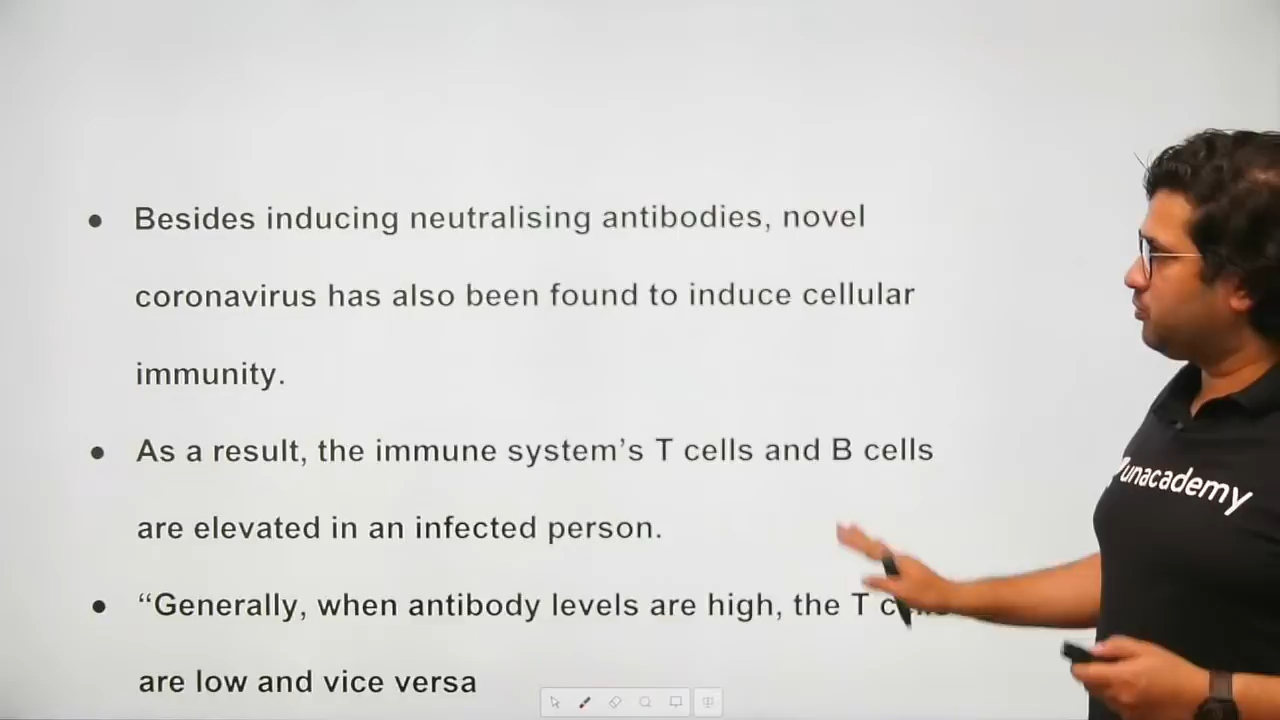 ● Besides inducing neutralising antibodies, novel
coronavirus has also been found to induce cellular
immunity.
● As a result, the immune system’s T cells and B cells
are elevated in an infected person.
● “Generally, when antibody levels are high, the T cells
are low and vice versa
unacademy